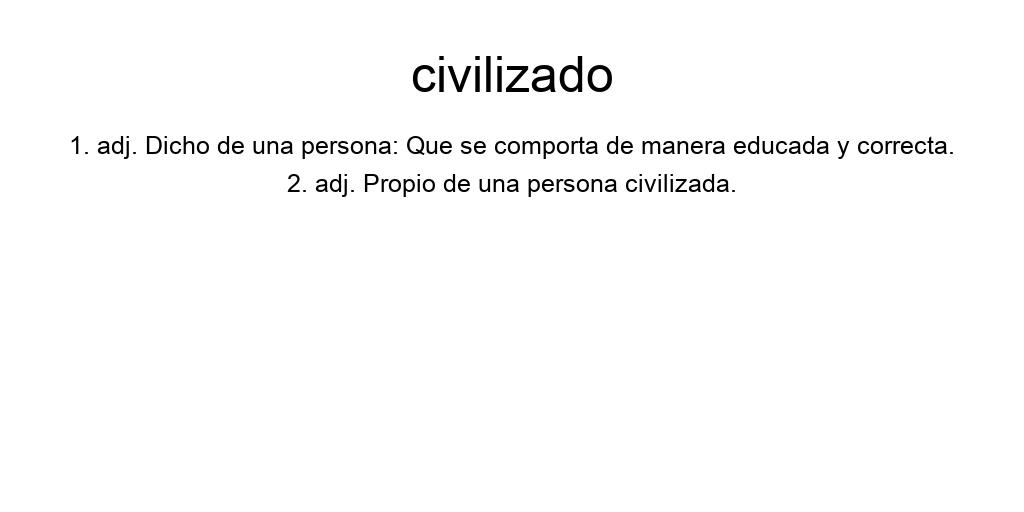 civilizado
1. adj. Dicho de una persona: Que se comporta de manera educada y correcta.
2. adj. Propio de una persona civilizada.